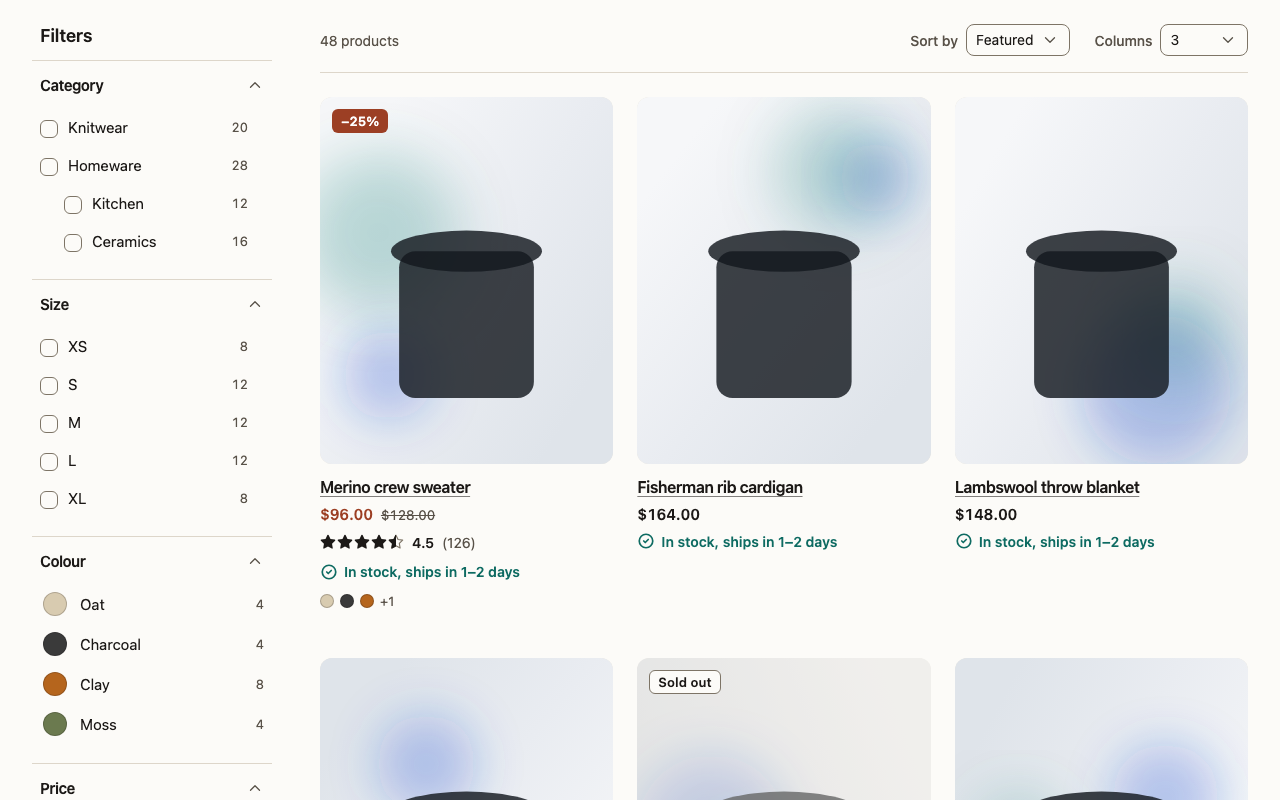 Filters
Category
Knitwear 20
Homeware 28
Kitchen 12
Ceramics 16
Size
XS 8
S 12
M 12
L 12
XL 8
Colour
Oat 4
Charcoal 4
Clay 8
Moss 4
Price
48 products
Sort by Featured Columns 3
−25%
Merino crew sweater
$96.00 $128.00
4.5 (126)
In stock, ships in 1–2 days
+1
Fisherman rib cardigan
$164.00
In stock, ships in 1–2 days
Lambswool throw blanket
$148.00
In stock, ships in 1–2 days
Sold out